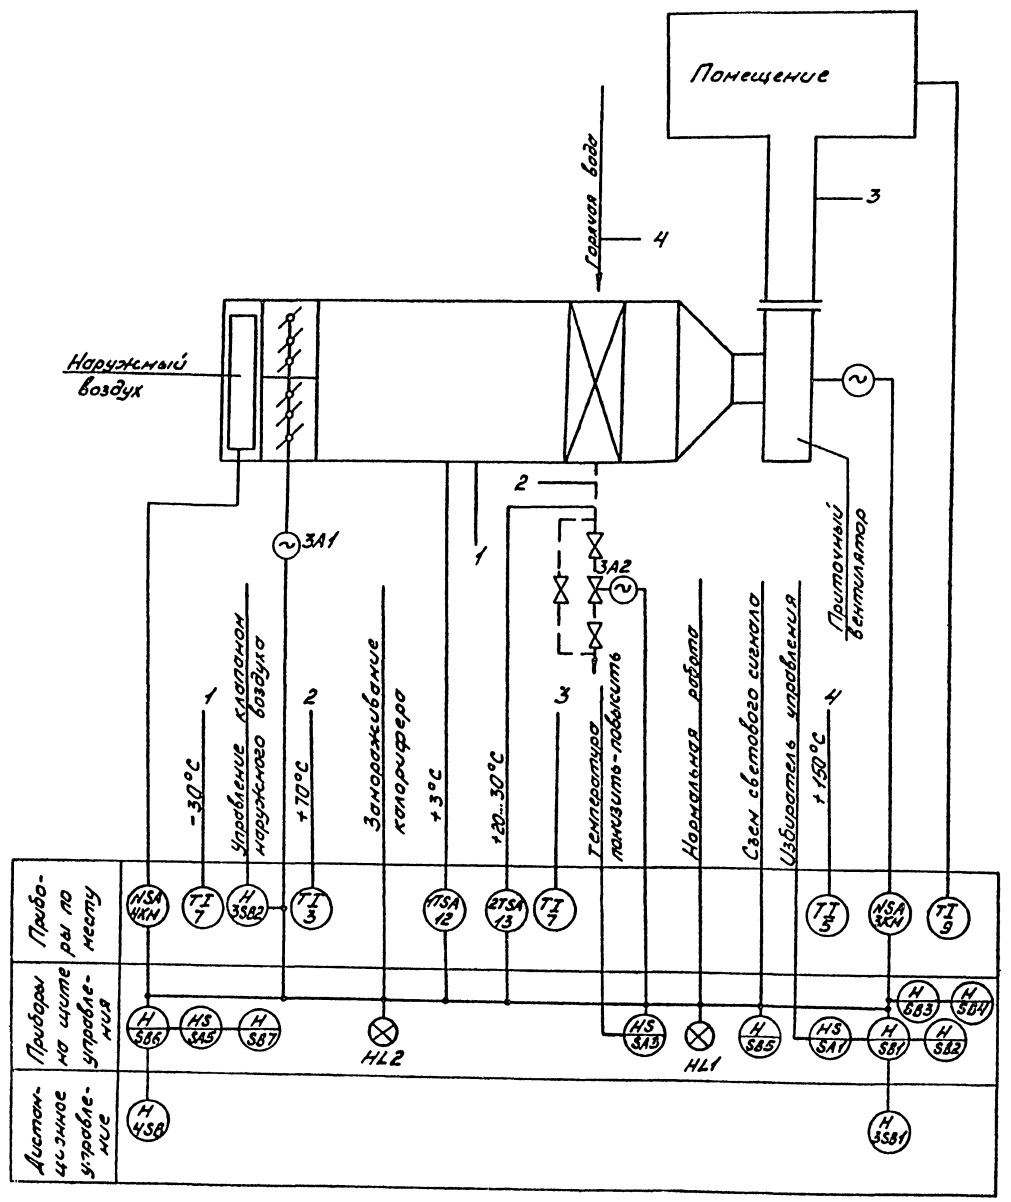 Помещение
3
Горячая вода
4
Наружный
воздух
2
1
3А1
3А2
Приточный
вентилятор
1
-30°С
Управление клапаном
наружного воздуха
2
+70°С
Замораживание
калорифера
+3°С
+20...30°С
3
Температура
понизить-повысить
Нормальная работа
Съем светового сигнала
Избиратель управления
4
+150°С
Прибо-
ры по
месту
NSA
4КМ
TI
7
H
3SB2
TI
3
1TSA
12
2TSA
13
TI
7
TI
5
NSA
3КМ
TI
9
Приборы
на щите
управле-
ния
H
SB6
HS
SA5
H
SB7
HL2
HS
SA3
HL1
H
SB5
HS
SA1
H
SB1
H
SB2
H
SB3
H
SB4
Дистан-
ционное
управле-
ние
H
4SB
H
3SB1